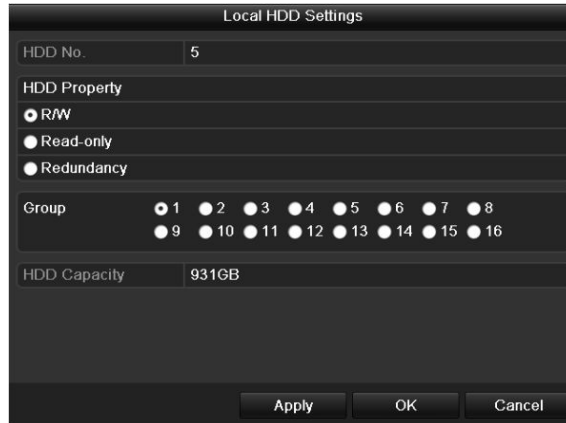 Local HDD Settings
HDD No. 5
HDD Property
R/W
Read-only
Redundancy
Group 1 2 3 4 5 6 7 8
9 10 11 12 13 14 15 16
HDD Capacity 931GB
Apply OK Cancel